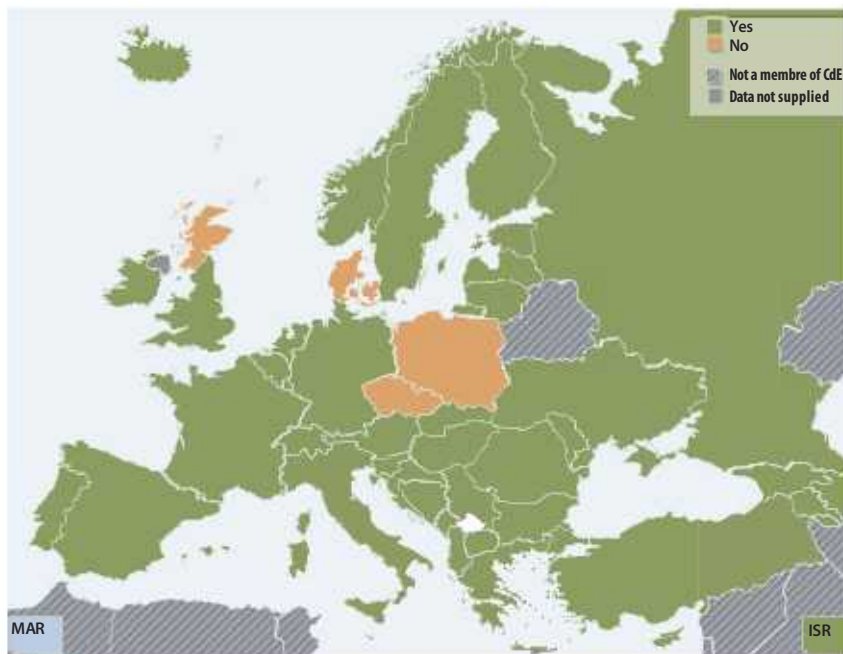 Yes
No
Not a membre of CdE
Data not supplied
MAR
ISR